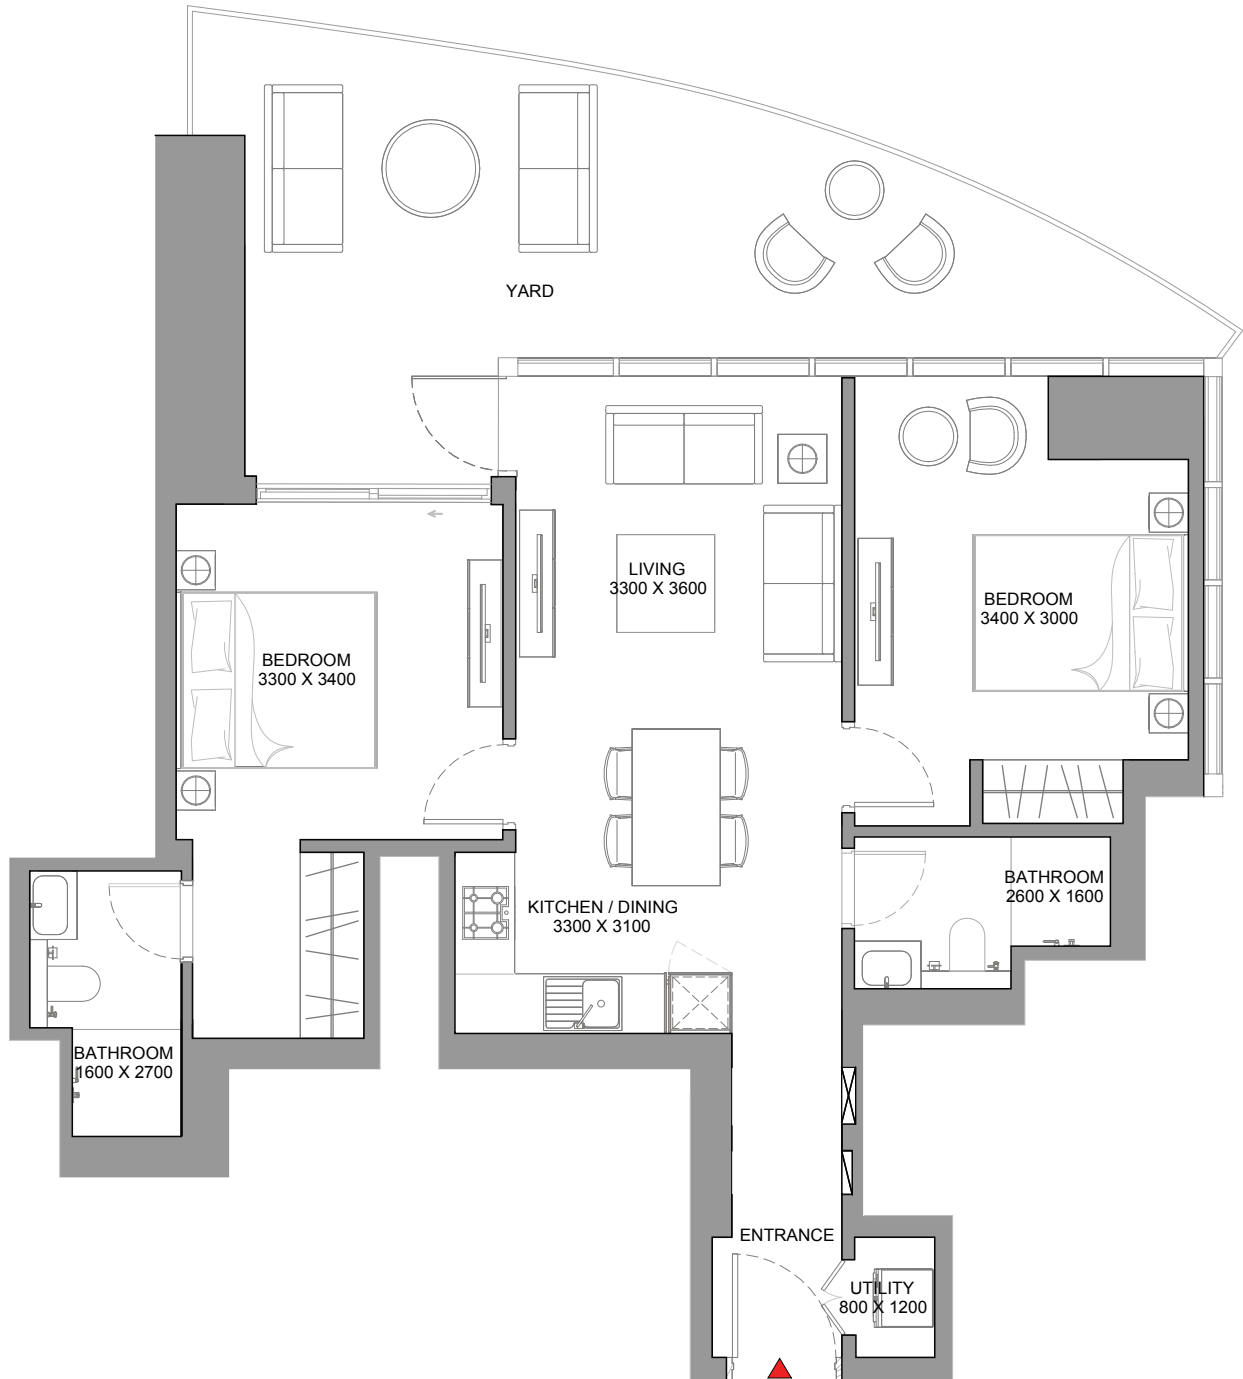 YARD
LIVING
3300 X 3600
BEDROOM
3400 X 3000
BEDROOM
3300 X 3400
BATHROOM
2600 X 1600
KITCHEN / DINING
3300 X 3100
BATHROOM
1600 X 2700
ENTRANCE
UTILITY
800 X 1200